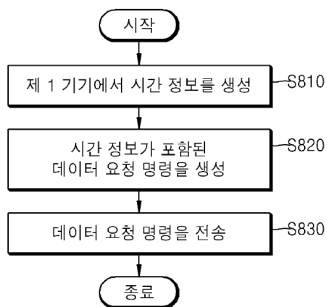 시작
제 1 기기에서 시간 정보를 생성
S810
시간 정보가 포함된
데이터 요청 명령을 생성
S820
데이터 요청 명령을 전송
S830
종료